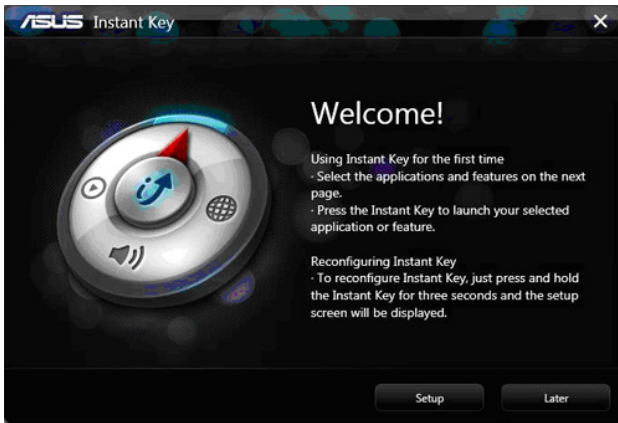 ASUS Instant Key
Welcome!
Using Instant Key for the first time
· Select the applications and features on the next
page.
· Press the Instant Key to launch your selected
application or feature.
Reconfiguring Instant Key
· To reconfigure Instant Key, just press and hold
the Instant Key for three seconds and the setup
screen will be displayed.
Setup Later